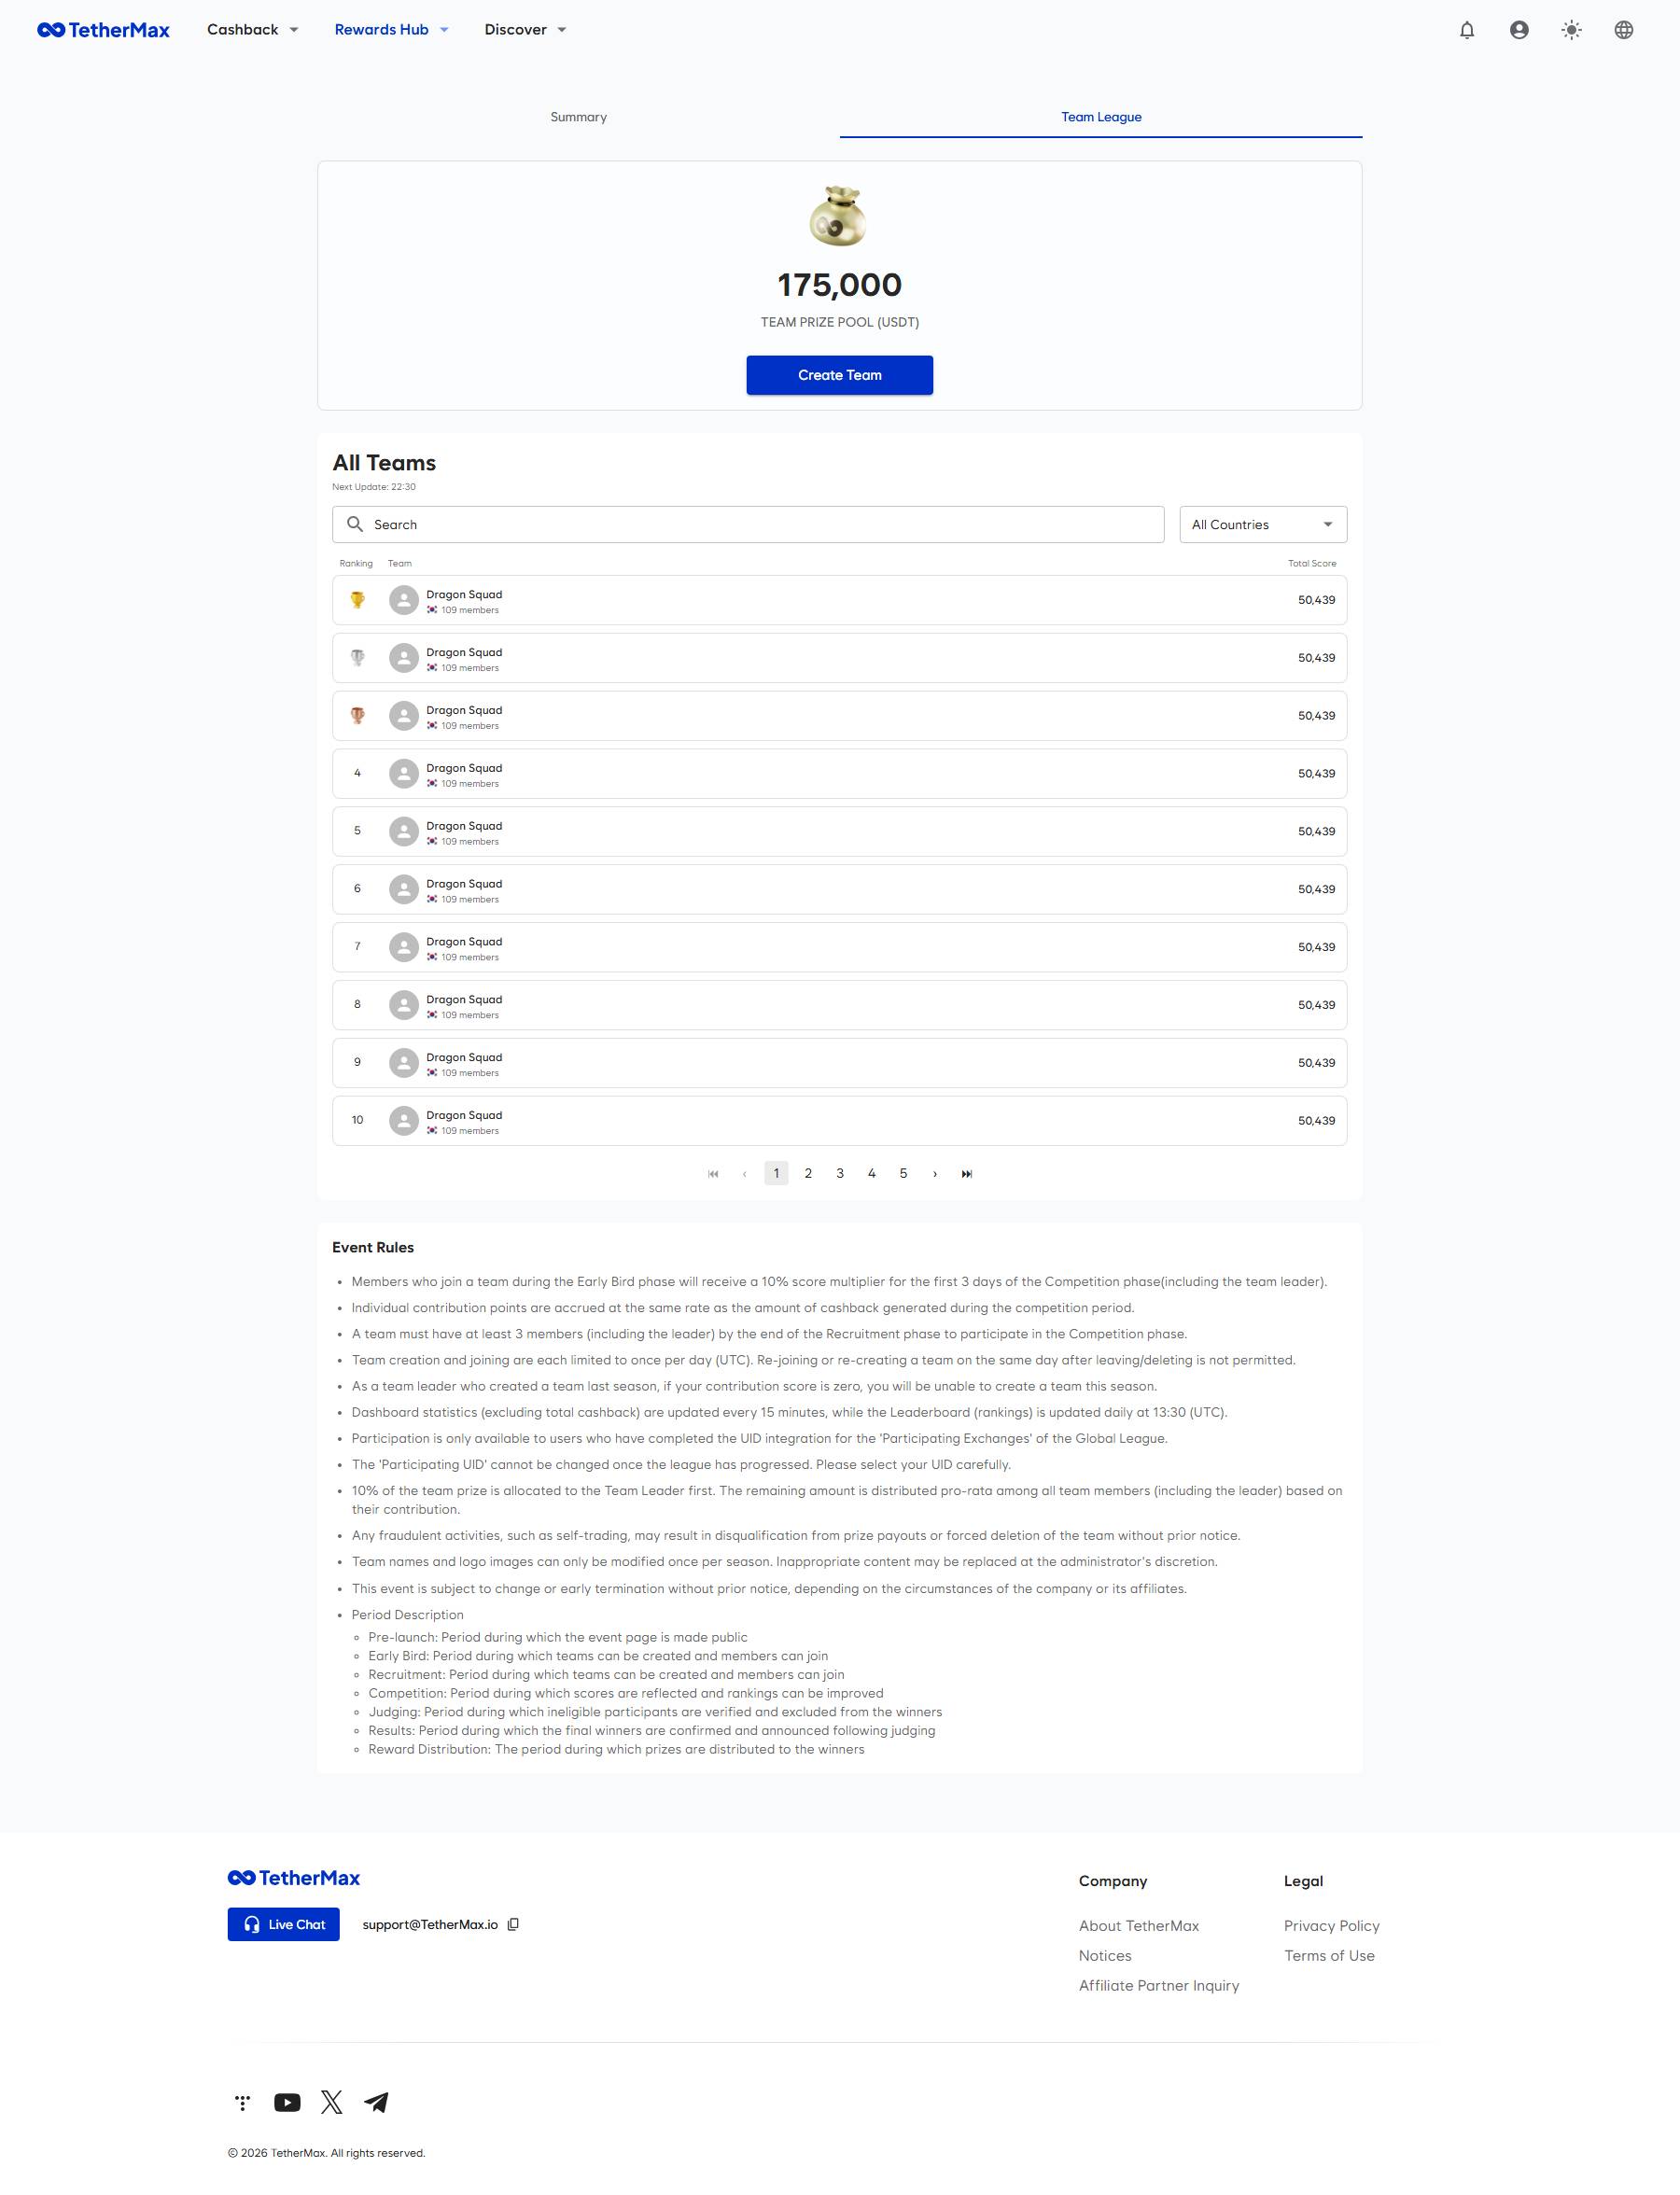 TetherMax
Cashback
Rewards Hub
Discover
Summary
Team League
175,000
TEAM PRIZE POOL (USDT)
Create Team
All Teams
Next Update: 22:30
Search
All Countries
Ranking Team Total Score
Dragon Squad
109 members
50,439
Dragon Squad
109 members
50,439
Dragon Squad
109 members
50,439
4
Dragon Squad
109 members
50,439
5
Dragon Squad
109 members
50,439
6
Dragon Squad
109 members
50,439
7
Dragon Squad
109 members
50,439
8
Dragon Squad
109 members
50,439
9
Dragon Squad
109 members
50,439
10
Dragon Squad
109 members
50,439
1 2 3 4 5
Event Rules
• Members who join a team during the Early Bird phase will receive a 10% score multiplier for the first 3 days of the Competition phase(including the team leader).
• Individual contribution points are accrued at the same rate as the amount of cashback generated during the competition period.
• A team must have at least 3 members (including the leader) by the end of the Recruitment phase to participate in the Competition phase.
• Team creation and joining are each limited to once per day (UTC). Re-joining or re-creating a team on the same day after leaving/deleting is not permitted.
• As a team leader who created a team last season, if your contribution score is zero, you will be unable to create a team this season.
• Dashboard statistics (excluding total cashback) are updated every 15 minutes, while the Leaderboard (rankings) is updated daily at 13:30 (UTC).
• Participation is only available to users who have completed the UID integration for the 'Participating Exchanges' of the Global League.
• The 'Participating UID' cannot be changed once the league has progressed. Please select your UID carefully.
• 10% of the team prize is allocated to the Team Leader first. The remaining amount is distributed pro-rata among all team members (including the leader) based on
their contribution.
• Any fraudulent activities, such as self-trading, may result in disqualification from prize payouts or forced deletion of the team without prior notice.
• Team names and logo images can only be modified once per season. Inappropriate content may be replaced at the administrator's discretion.
• This event is subject to change or early termination without prior notice, depending on the circumstances of the company or its affiliates.
• Period Description
◦ Pre-launch: Period during which the event page is made public
◦ Early Bird: Period during which teams can be created and members can join
◦ Recruitment: Period during which teams can be created and members can join
◦ Competition: Period during which scores are reflected and rankings can be improved
◦ Judging: Period during which ineligible participants are verified and excluded from the winners
◦ Results: Period during which the final winners are confirmed and announced following judging
◦ Reward Distribution: The period during which prizes are distributed to the winners
TetherMax
Live Chat
support@TetherMax.io
Company
About TetherMax
Notices
Affiliate Partner Inquiry
Legal
Privacy Policy
Terms of Use
© 2026 TetherMax. All rights reserved.